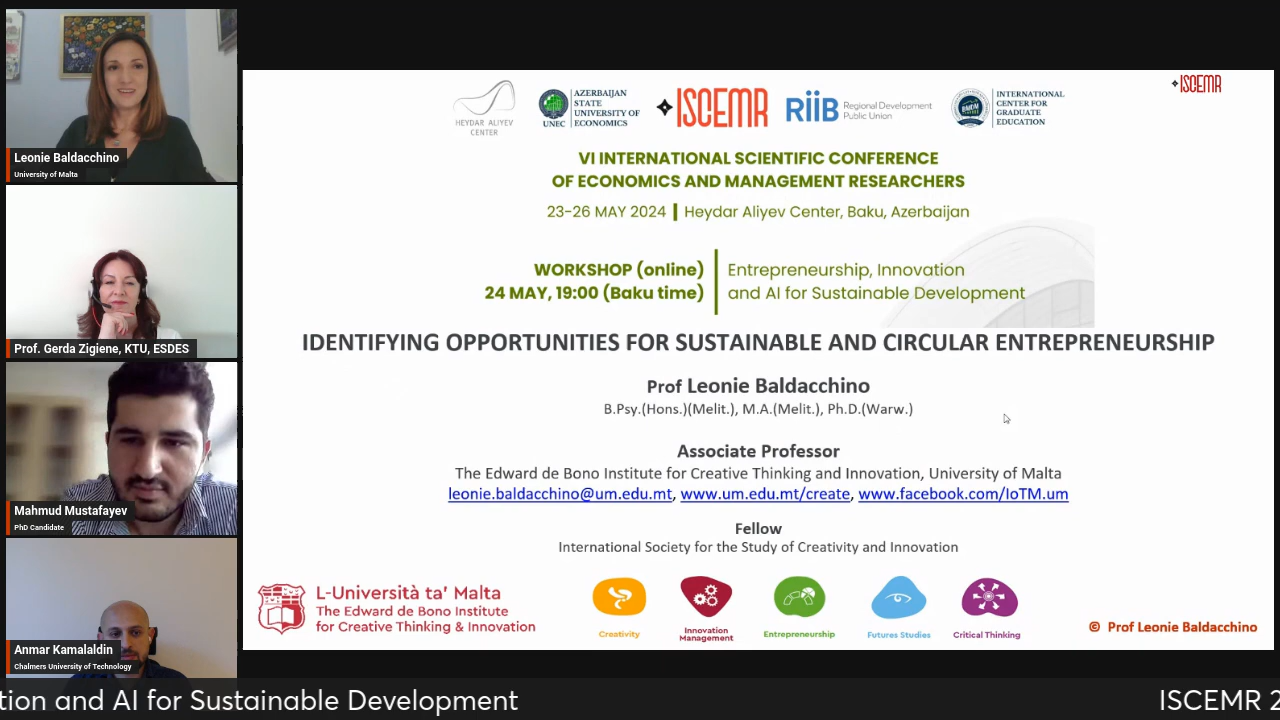 Leonie Baldacchino
University of Malta
Prof. Gerda Zigiene, KTU, ESDES
Mahmud Mustafayev
PhD Candidate
Anmar Kamalaldin
Chalmers University of Technology
HEYDAR ALIYEV
CENTER
UNEC
AZERBAIJAN
STATE
UNIVERSITY OF
ECONOMICS
ISCEMR
RiiB
Regional Development
Public Union
INTERNATIONAL
CENTER FOR
GRADUATE
EDUCATION
ISCEMR
VI INTERNATIONAL SCIENTIFIC CONFERENCE
OF ECONOMICS AND MANAGEMENT RESEARCHERS
23-26 MAY 2024 | Heydar Aliyev Center, Baku, Azerbaijan
WORKSHOP (online)
24 MAY, 19:00 (Baku time)
Entrepreneurship, Innovation
and AI for Sustainable Development
IDENTIFYING OPPORTUNITIES FOR SUSTAINABLE AND CIRCULAR ENTREPRENEURSHIP
Prof Leonie Baldacchino
B.Psy.(Hons.)(Melit.), M.A.(Melit.), Ph.D.(Warw.)
Associate Professor
The Edward de Bono Institute for Creative Thinking and Innovation, University of Malta
leonie.baldacchino@um.edu.mt, www.um.edu.mt/create, www.facebook.com/IoTM.um
Fellow
International Society for the Study of Creativity and Innovation
L-Università ta' Malta
The Edward de Bono Institute
for Creative Thinking & Innovation
Creativity
Innovation
Management
Entrepreneurship
Futures Studies
Critical Thinking
© Prof Leonie Baldacchino
tion and AI for Sustainable Development
ISCEMR 2